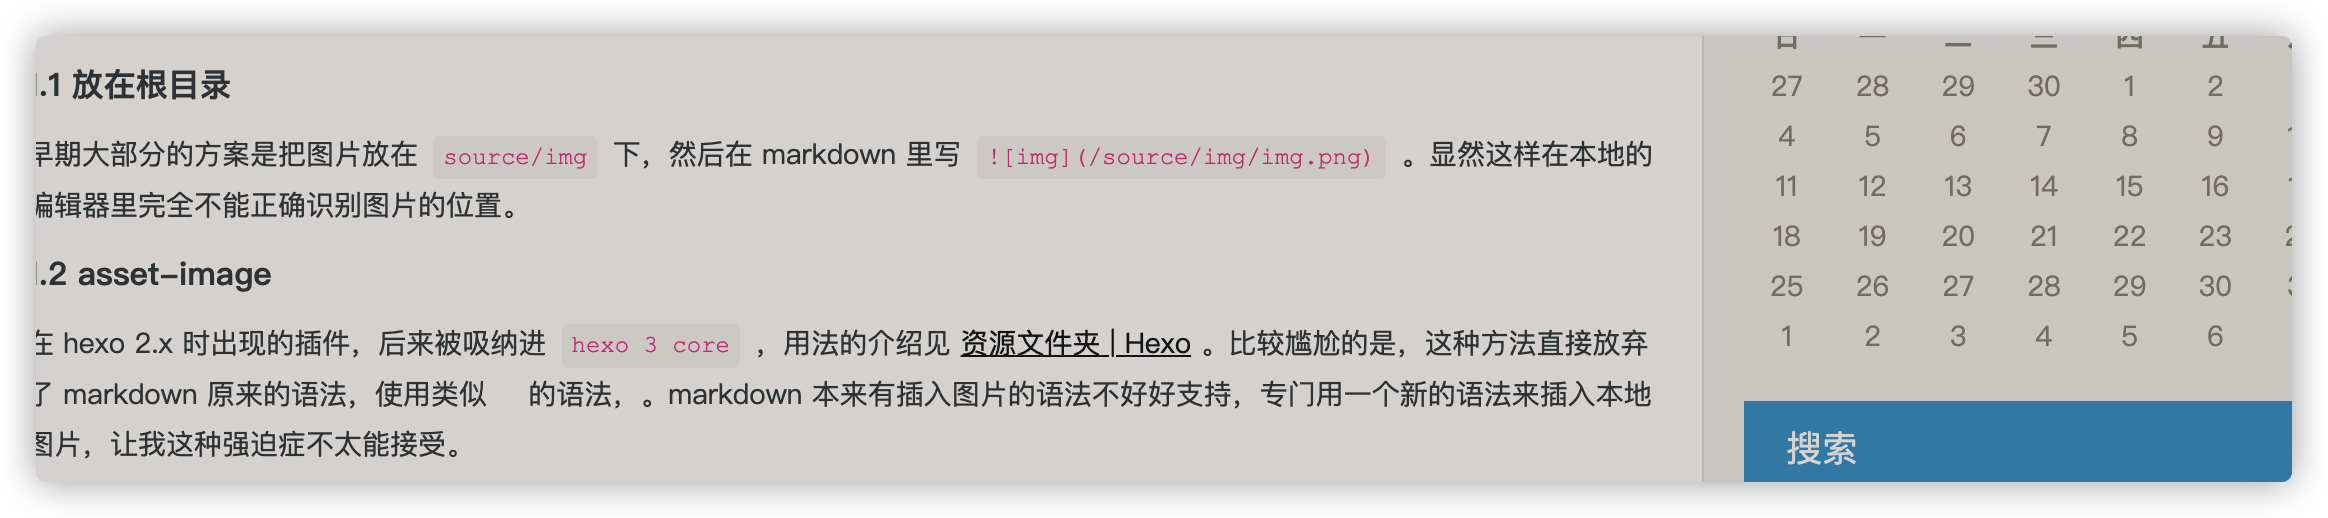 .1 放在根目录
早期大部分的方案是把图片放在 source/img 下，然后在 markdown 里写 ![img](/source/img/img.png) 。显然这样在本地的
编辑器里完全不能正确识别图片的位置。
.2 asset-image
在 hexo 2.x 时出现的插件，后来被吸纳进 hexo 3 core ，用法的介绍见 资源文件夹 | Hexo 。比较尴尬的是，这种方法直接放弃
了 markdown 原来的语法，使用类似 的语法，。markdown 本来有插入图片的语法不好好支持，专门用一个新的语法来插入本地
图片，让我这种强迫症不太能接受。
日 一 二 三 四 五
27 28 29 30 1 2
4 5 6 7 8 9
11 12 13 14 15 16
18 19 20 21 22 23
25 26 27 28 29 30
1 2 3 4 5 6
搜索